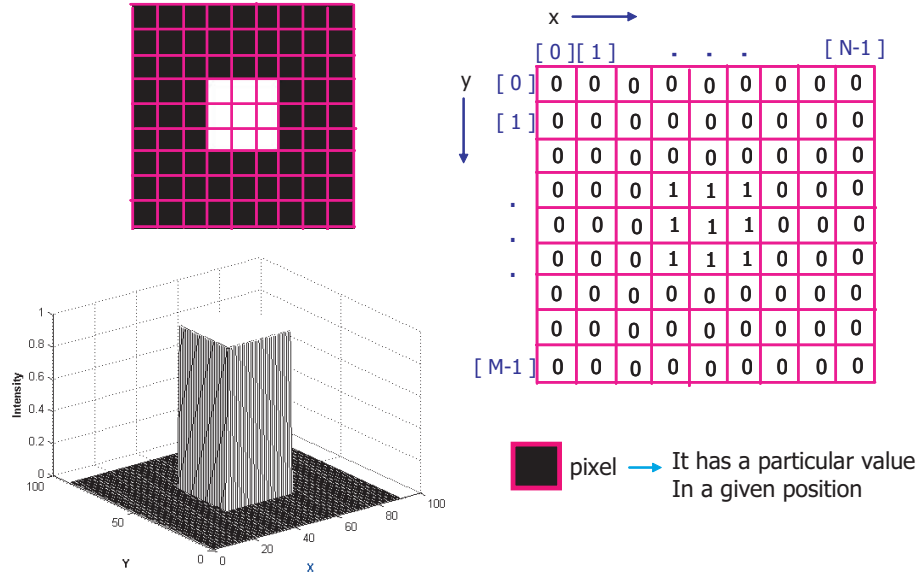 x
[ 0 ] [ 1 ] . . . [ N-1 ]
y
[ 0 ] 0 0 0 0 0 0 0 0 0
[ 1 ] 0 0 0 0 0 0 0 0 0
0 0 0 0 0 0 0 0 0
. 0 0 0 1 1 1 0 0 0
. 0 0 0 1 1 1 0 0 0
. 0 0 0 1 1 1 0 0 0
0 0 0 0 0 0 0 0 0
0 0 0 0 0 0 0 0 0
[ M-1 ] 0 0 0 0 0 0 0 0 0
Intensity
1
0.8
0.6
0.4
0.2
0
100
50
0
Y
0
20
40
60
80
100
X
pixel
It has a particular value
In a given position